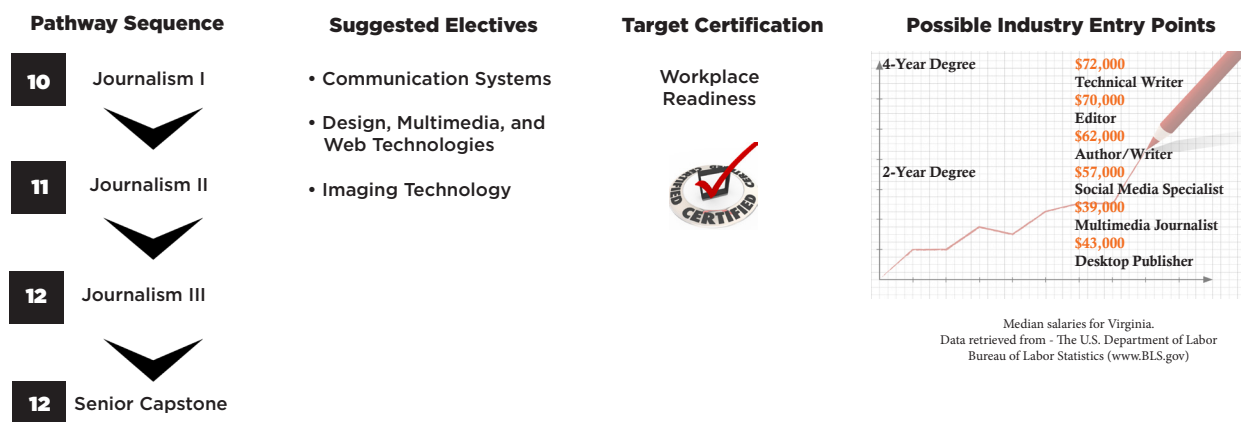 Pathway Sequence
10
Journalism I
11
Journalism II
12
Journalism III
12
Senior Capstone
Suggested Electives
• Communication Systems
• Design, Multimedia, and
Web Technologies
• Imaging Technology
Target Certification
Workplace
Readiness
CERTIFIED
CERTIFIED
CERTIFIED
Possible Industry Entry Points
4-Year Degree
$72,000
Technical Writer
$70,000
Editor
$62,000
Author/Writer
$57,000
2-Year Degree
Social Media Specialist
$39,000
Multimedia Journalist
$43,000
Desktop Publisher
Median salaries for Virginia.
Data retrieved from - The U.S. Department of Labor
Bureau of Labor Statistics (www.BLS.gov)